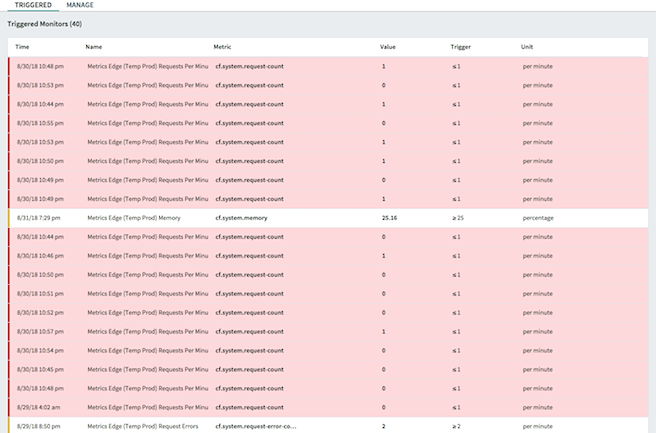 TRIGGERED MANAGE
Triggered Monitors (40)
Time Name Metric Value Trigger Unit
8/30/18 10:48 pm Metrics Edge (Temp Prod) Requests Per Minu cf.system.request-count 1 ≤ 1 per minute
8/30/18 10:53 pm Metrics Edge (Temp Prod) Requests Per Minu cf.system.request-count 0 ≤ 1 per minute
8/30/18 10:44 pm Metrics Edge (Temp Prod) Requests Per Minu cf.system.request-count 1 ≤ 1 per minute
8/30/18 10:55 pm Metrics Edge (Temp Prod) Requests Per Minu cf.system.request-count 0 ≤ 1 per minute
8/30/18 10:53 pm Metrics Edge (Temp Prod) Requests Per Minu cf.system.request-count 1 ≤ 1 per minute
8/30/18 10:50 pm Metrics Edge (Temp Prod) Requests Per Minu cf.system.request-count 1 ≤ 1 per minute
8/30/18 10:49 pm Metrics Edge (Temp Prod) Requests Per Minu cf.system.request-count 0 ≤ 1 per minute
8/30/18 10:49 pm Metrics Edge (Temp Prod) Requests Per Minu cf.system.request-count 1 ≤ 1 per minute
8/31/18 7:29 pm Metrics Edge (Temp Prod) Memory cf.system.memory 25.16 ≥ 25 percentage
8/30/18 10:44 pm Metrics Edge (Temp Prod) Requests Per Minu cf.system.request-count 0 ≤ 1 per minute
8/30/18 10:46 pm Metrics Edge (Temp Prod) Requests Per Minu cf.system.request-count 1 ≤ 1 per minute
8/30/18 10:50 pm Metrics Edge (Temp Prod) Requests Per Minu cf.system.request-count 0 ≤ 1 per minute
8/30/18 10:51 pm Metrics Edge (Temp Prod) Requests Per Minu cf.system.request-count 0 ≤ 1 per minute
8/30/18 10:52 pm Metrics Edge (Temp Prod) Requests Per Minu cf.system.request-count 0 ≤ 1 per minute
8/30/18 10:57 pm Metrics Edge (Temp Prod) Requests Per Minu cf.system.request-count 1 ≤ 1 per minute
8/30/18 10:54 pm Metrics Edge (Temp Prod) Requests Per Minu cf.system.request-count 0 ≤ 1 per minute
8/30/18 10:45 pm Metrics Edge (Temp Prod) Requests Per Minu cf.system.request-count 0 ≤ 1 per minute
8/30/18 10:48 pm Metrics Edge (Temp Prod) Requests Per Minu cf.system.request-count 0 ≤ 1 per minute
8/29/18 4:02 am Metrics Edge (Temp Prod) Requests Per Minu cf.system.request-count 0 ≤ 1 per minute
8/29/18 8:50 pm Metrics Edge (Temp Prod) Request Errors cf.system.request-error-co... 2 ≥ 2 per minute